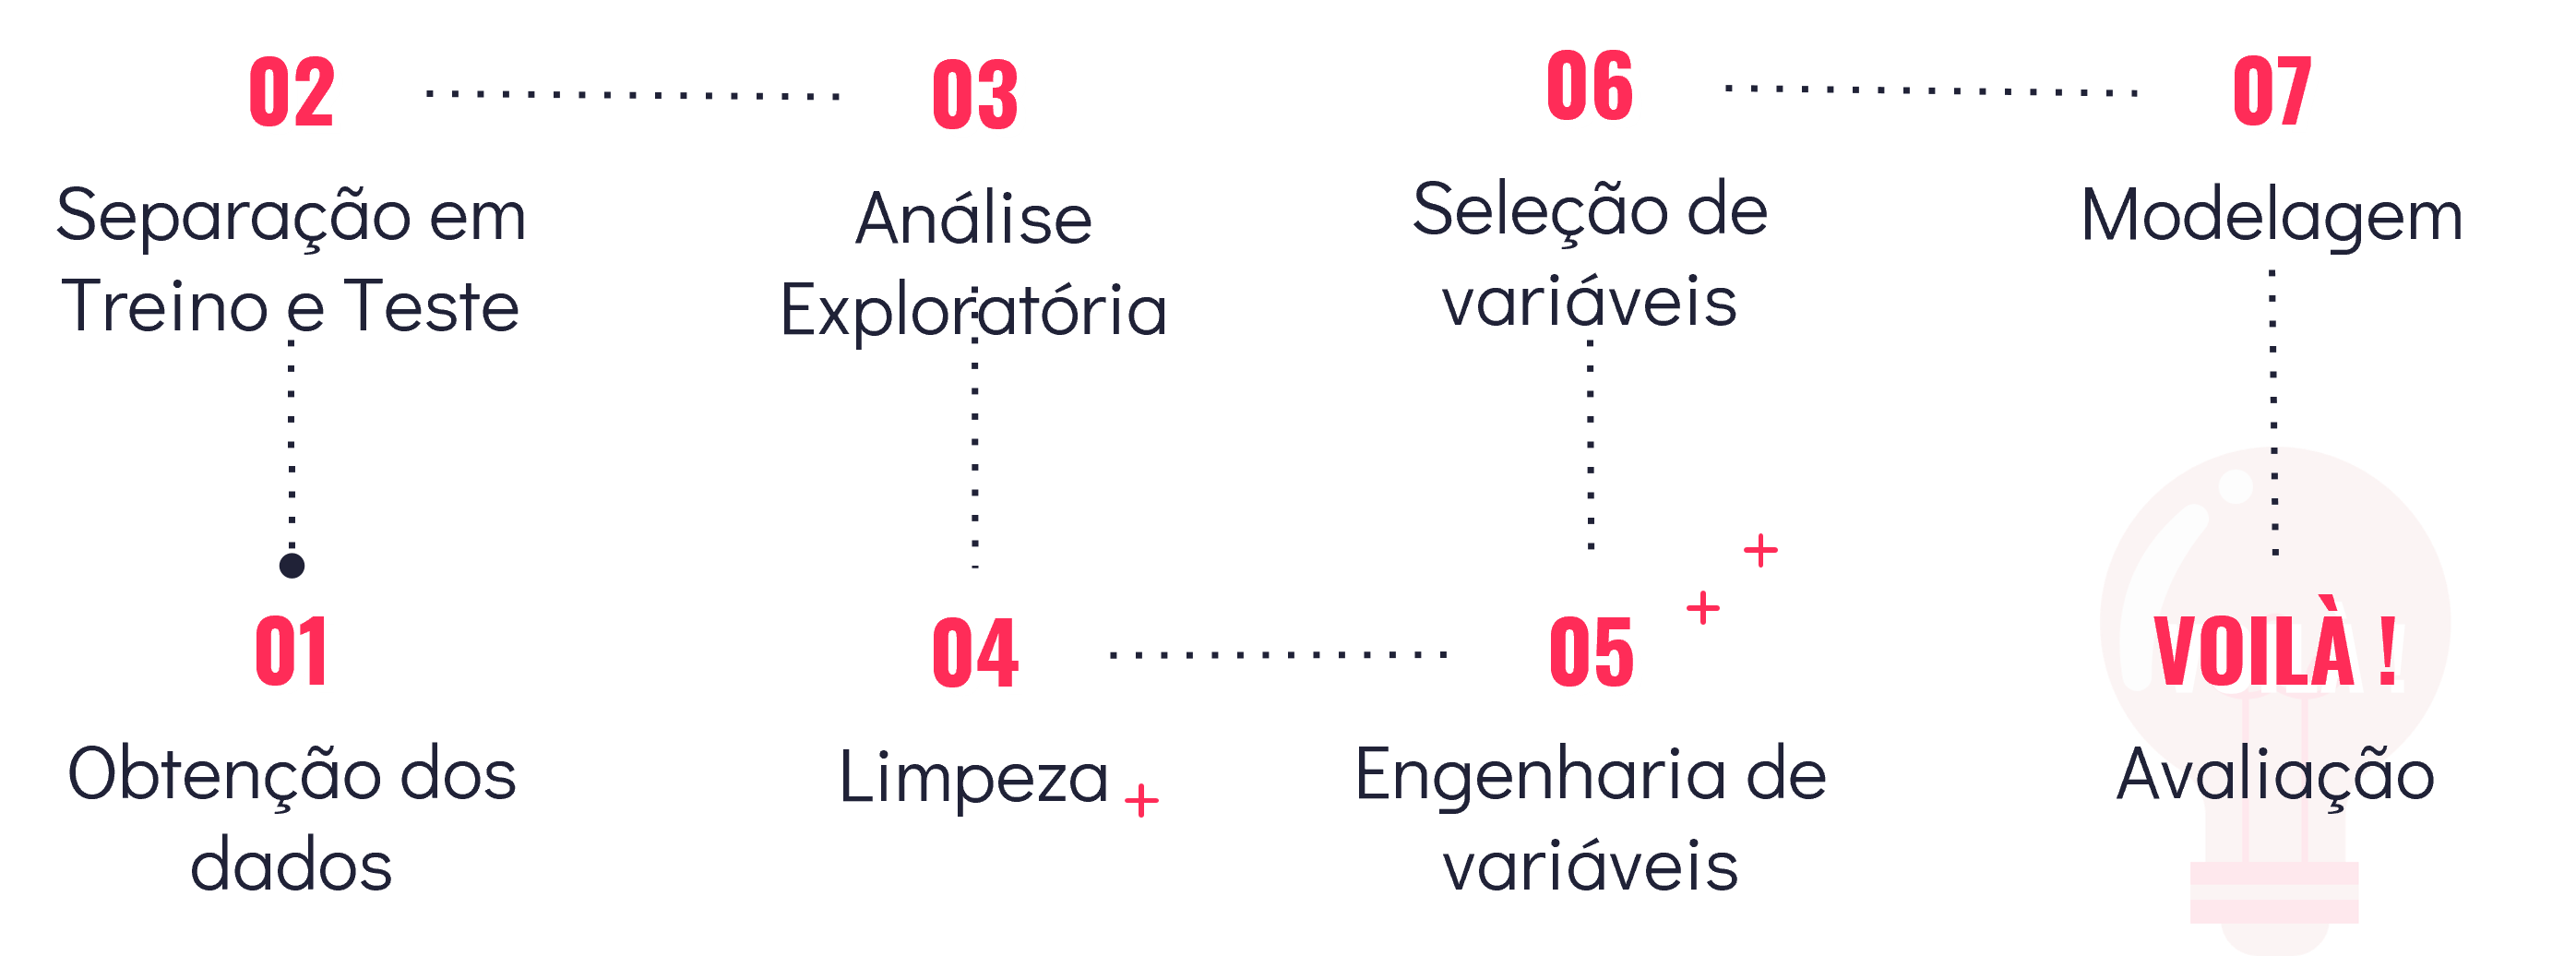 01
Obtenção dos
dados
02
Separação em
Treino e Teste
03
Análise
Exploratória
04
Limpeza
05
Engenharia de
variáveis
06
Seleção de
variáveis
07
Modelagem
VOILÀ !
Avaliação